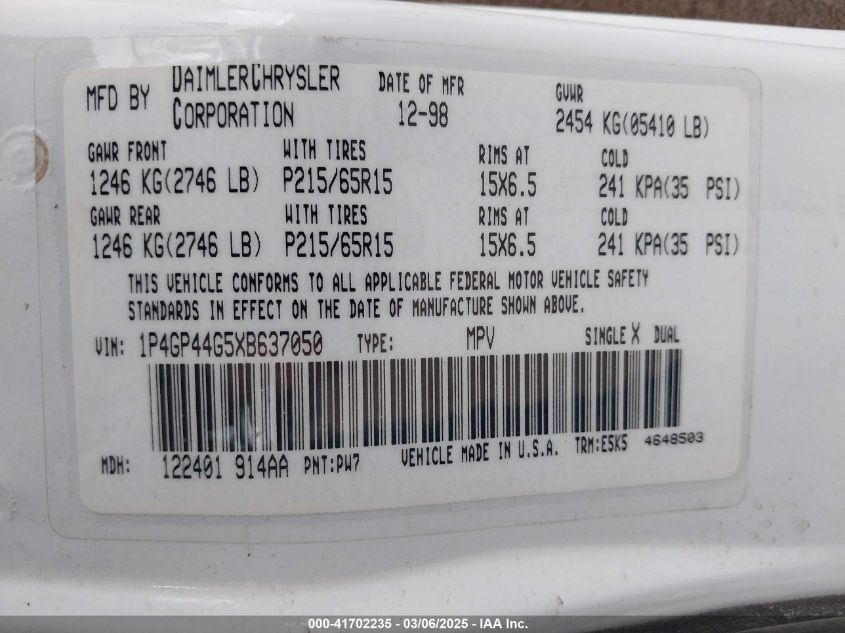 MFD BY DAIMLERCHRYSLER CORPORATION DATE OF MFR 12-98 GVWR 2454 KG(05410 LB)
GAWR FRONT WITH TIRES RIMS AT COLD
1246 KG(2746 LB) P215/65R15 15X6.5 241 KPA(35 PSI)
GAWR REAR WITH TIRES RIMS AT COLD
1246 KG(2746 LB) P215/65R15 15X6.5 241 KPA(35 PSI)
THIS VEHICLE CONFORMS TO ALL APPLICABLE FEDERAL MOTOR VEHICLE SAFETY
STANDARDS IN EFFECT ON THE DATE OF MANUFACTURE SHOWN ABOVE.
VIN: 1P4GP44G5XB637050 TYPE: MPV SINGLE X DUAL
MDH: 122401 914AA PNT:PW7 VEHICLE MADE IN U.S.A. TRM:E5K5 4648503
000-41702235 - 03/06/2025 - IAA Inc.